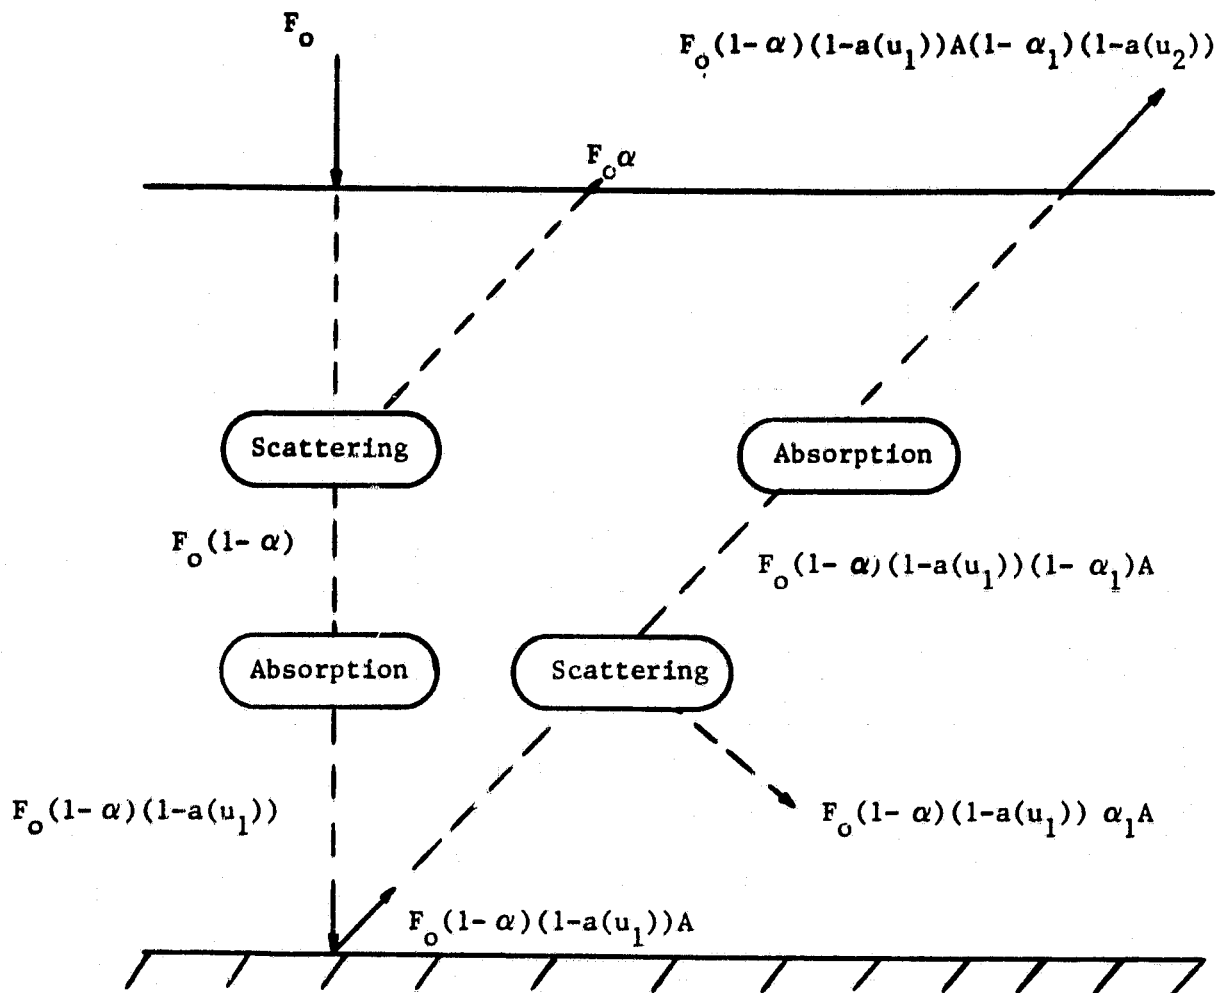 F_o
F_o(1- α)(1-a(u_1))A(1- α_1)(1-a(u_2))
F_o α
Scattering
Absorption
F_o(1- α)
F_o(1- α)(1-a(u_1))(1- α_1)A
Absorption
Scattering
F_o(1- α)(1-a(u_1))
F_o(1- α)(1-a(u_1)) α_1A
F_o(1- α)(1-a(u_1))A